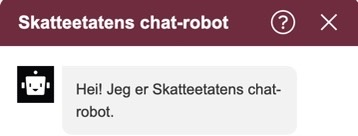 Skatteetatens chat-robot ?
Hei! Jeg er Skatteetatens chat-
robot.